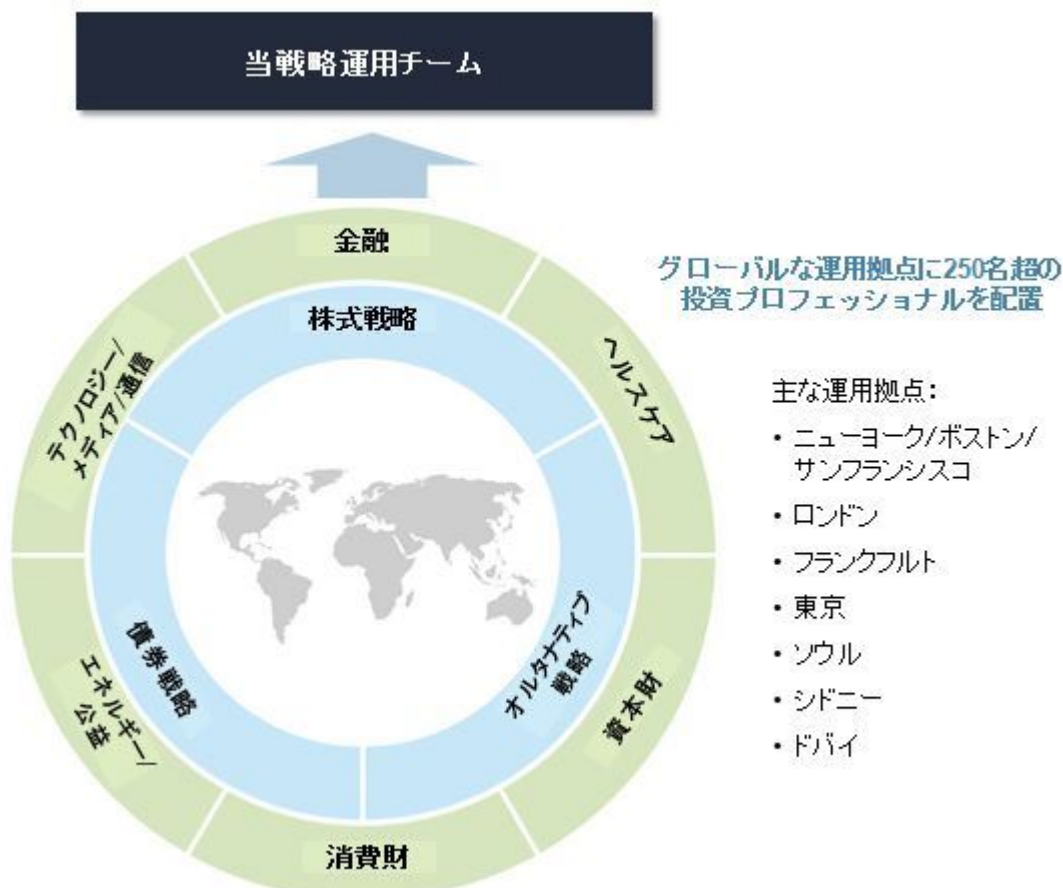 当戦略運用チーム
金融
株式戦略
グローバルな運用拠点に250名超の
投資プロフェッショナルを配置
テクノロジー/
メディア/通信
ヘルスケア
主な運用拠点：
・ニューヨーク/ボストン/
サンフランシスコ
・ロンドン
・フランクフルト
・東京
・ソウル
・シドニー
・ドバイ
債券戦略
オルタナティブ
戦略
エネルギー/
公益
資本財
消費財